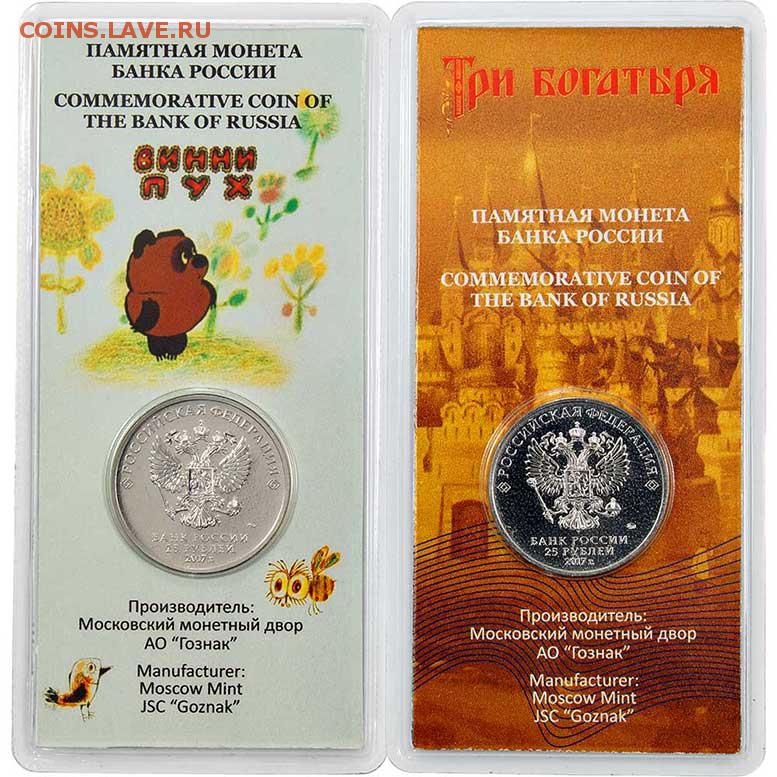 COINS.LAVE.РУ
ПАМЯТНАЯ МОНЕТА
БАНКА РОССИИ
COMMEMORATIVE COIN OF
THE BANK OF RUSSIA
ВИННИ
ПУХ
РОССИЙСКАЯ ФЕДЕРАЦИЯ
БАНК РОССИИ
25 РУБЛЕЙ
2017 г.
Производитель:
Московский монетный двор
АО “Гознак”
Manufacturer:
Moscow Mint
JSC “Goznak”
Три богатыря
ПАМЯТНАЯ МОНЕТА
БАНКА РОССИИ
COMMEMORATIVE COIN OF
THE BANK OF RUSSIA
РОССИЙСКАЯ ФЕДЕРАЦИЯ
БАНК РОССИИ
25 РУБЛЕЙ
2017 г.
Производитель:
Московский монетный двор
АО “Гознак”
Manufacturer:
Moscow Mint
JSC “Goznak”